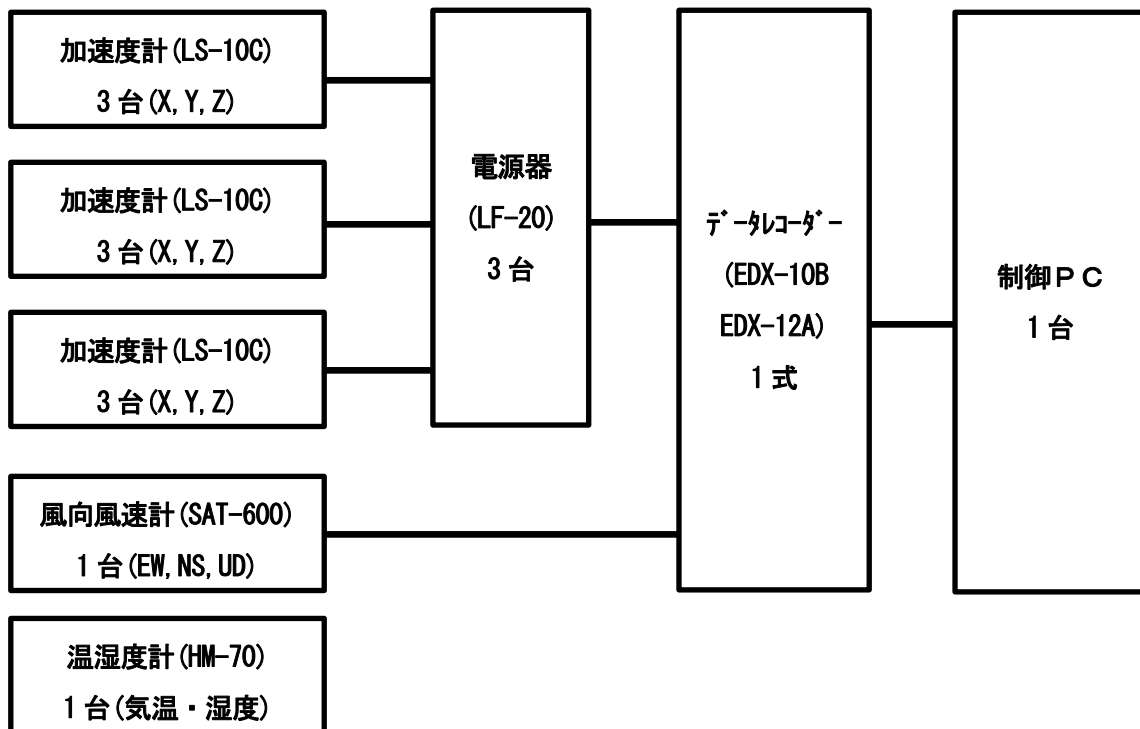 加速度計(LS-10C)
3台(X,Y,Z)
加速度計(LS-10C)
3台(X,Y,Z)
加速度計(LS-10C)
3台(X,Y,Z)
風向風速計(SAT-600)
1台(EW,NS,UD)
温湿度計(HM-70)
1台(気温・湿度)
電源器
(LF-20)
3台
ﾃﾞｰﾀﾚｺｰﾀﾞｰ
(EDX-10B
EDX-12A)
1式
制御ＰＣ
1台